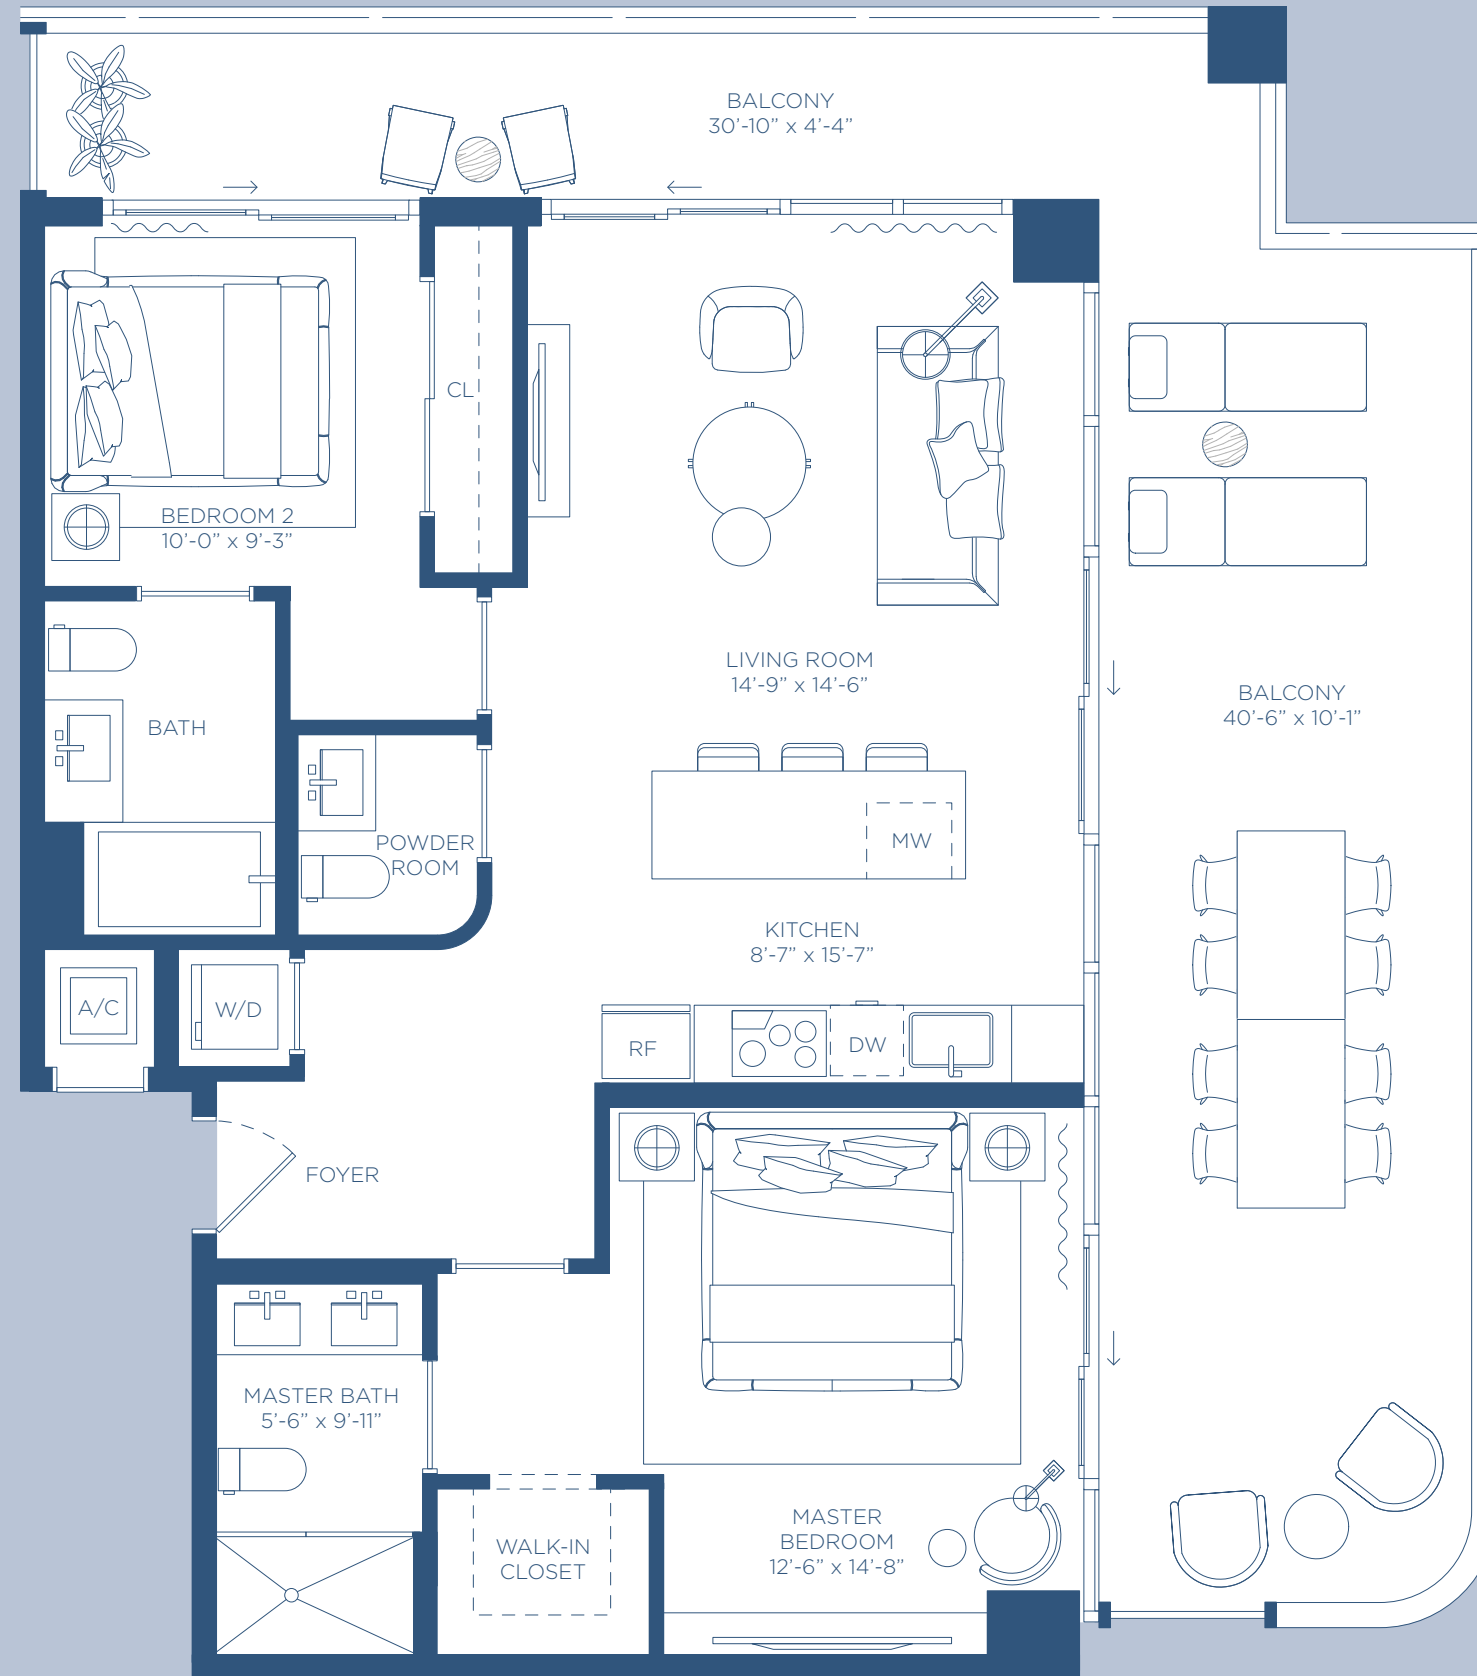 BALCONY
30’-10” x 4’-4”
CL
BEDROOM 2
10’-0” x 9’-3”
LIVING ROOM
14’-9” x 14’-6”
BALCONY
40’-6” x 10’-1”
BATH
POWDER
ROOM
MW
KITCHEN
8’-7” x 15’-7”
A/C
W/D
RF
DW
FOYER
MASTER BATH
5’-6” x 9’-11”
WALK-IN
CLOSET
MASTER
BEDROOM
12’-6” x 14’-8”